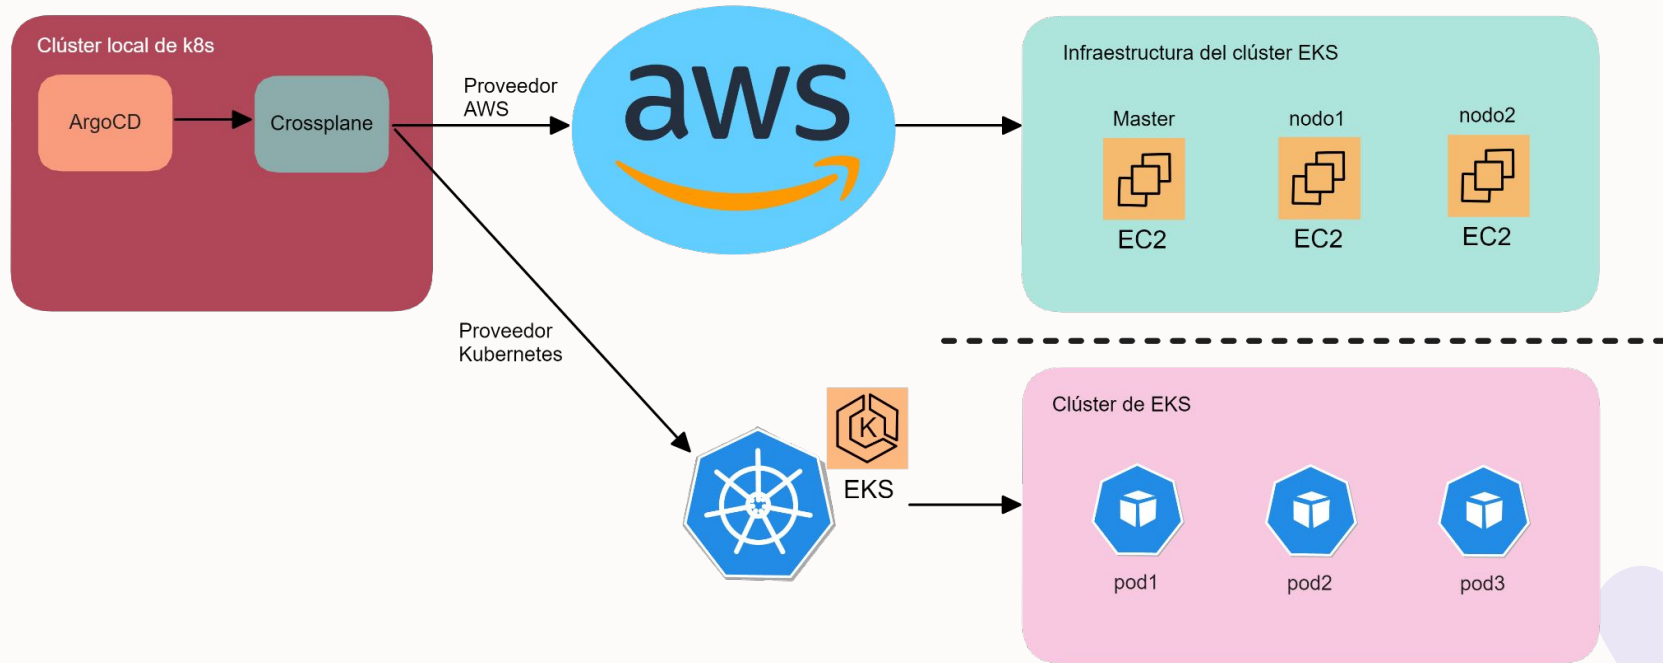 Clúster local de k8s
ArgoCD
Crossplane
Proveedor
AWS
aws
Infraestructura del clúster EKS
Master
nodo1
nodo2
EC2
EC2
EC2
Proveedor
Kubernetes
K
EKS
Clúster de EKS
pod1
pod2
pod3